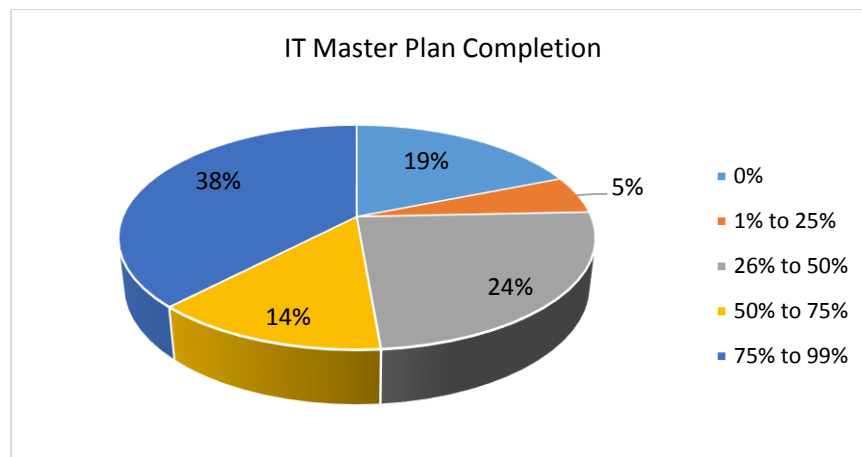 IT Master Plan Completion
19%
5%
38%
24%
14%
0%
1% to 25%
26% to 50%
50% to 75%
75% to 99%